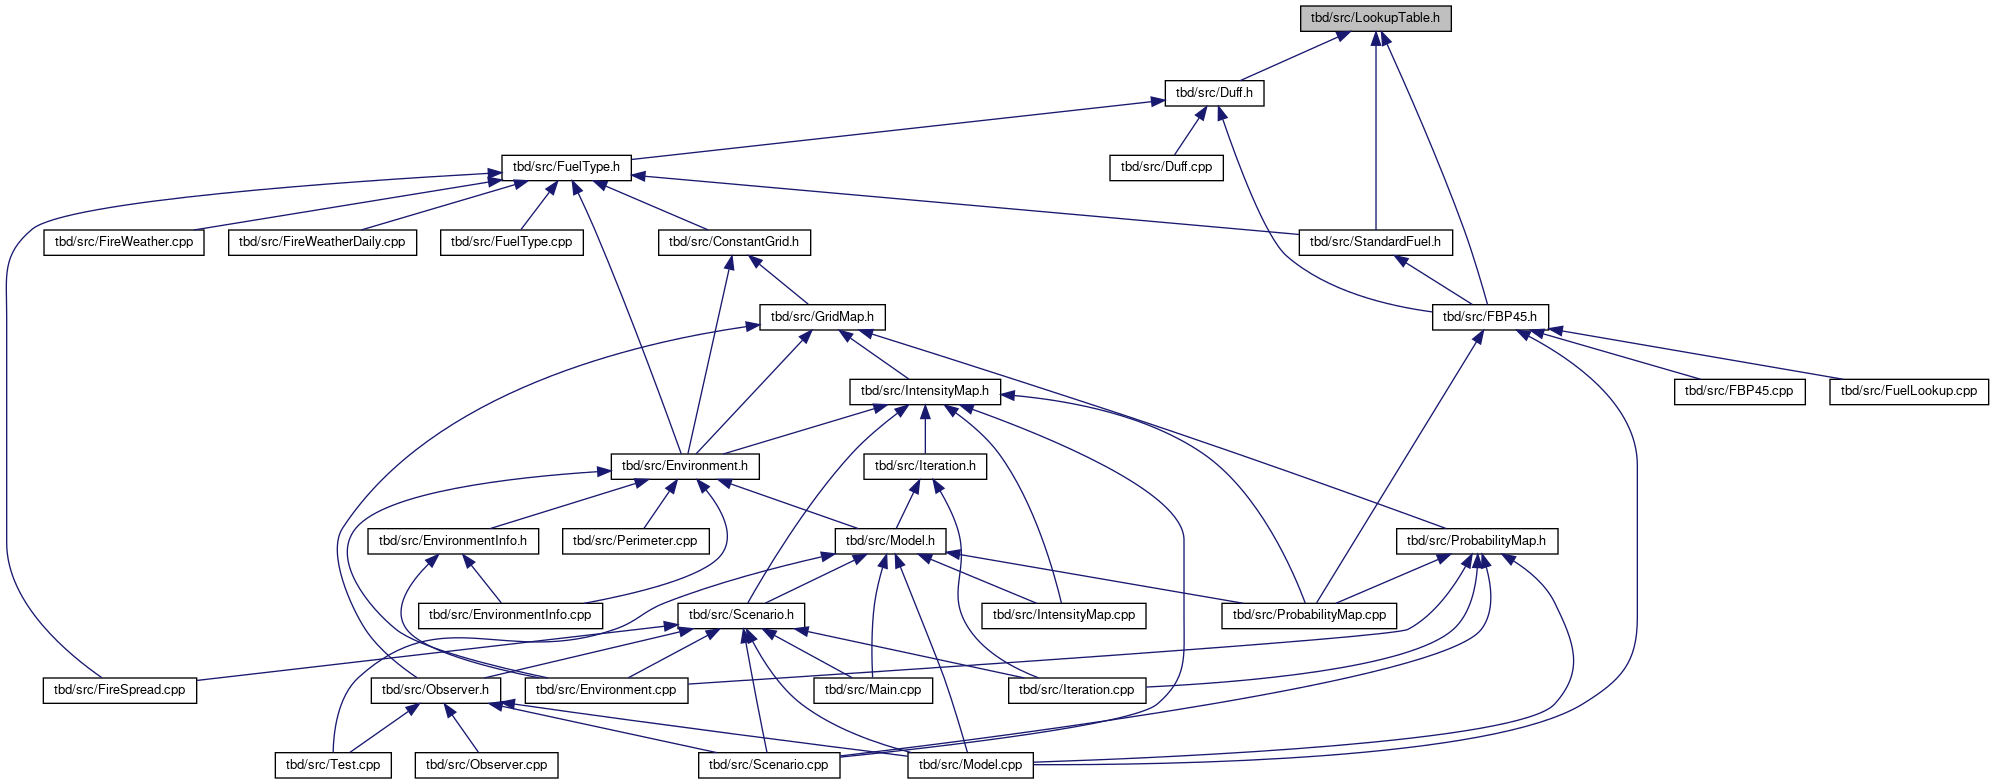 tbd/src/LookupTable.h
tbd/src/Duff.h
tbd/src/FuelType.h
tbd/src/Duff.cpp
tbd/src/FireWeather.cpp
tbd/src/FireWeatherDaily.cpp
tbd/src/FuelType.cpp
tbd/src/ConstantGrid.h
tbd/src/StandardFuel.h
tbd/src/GridMap.h
tbd/src/FBP45.h
tbd/src/IntensityMap.h
tbd/src/FBP45.cpp
tbd/src/FuelLookup.cpp
tbd/src/Environment.h
tbd/src/Iteration.h
tbd/src/EnvironmentInfo.h
tbd/src/Perimeter.cpp
tbd/src/Model.h
tbd/src/ProbabilityMap.h
tbd/src/EnvironmentInfo.cpp
tbd/src/Scenario.h
tbd/src/IntensityMap.cpp
tbd/src/ProbabilityMap.cpp
tbd/src/FireSpread.cpp
tbd/src/Observer.h
tbd/src/Environment.cpp
tbd/src/Main.cpp
tbd/src/Iteration.cpp
tbd/src/Test.cpp
tbd/src/Observer.cpp
tbd/src/Scenario.cpp
tbd/src/Model.cpp